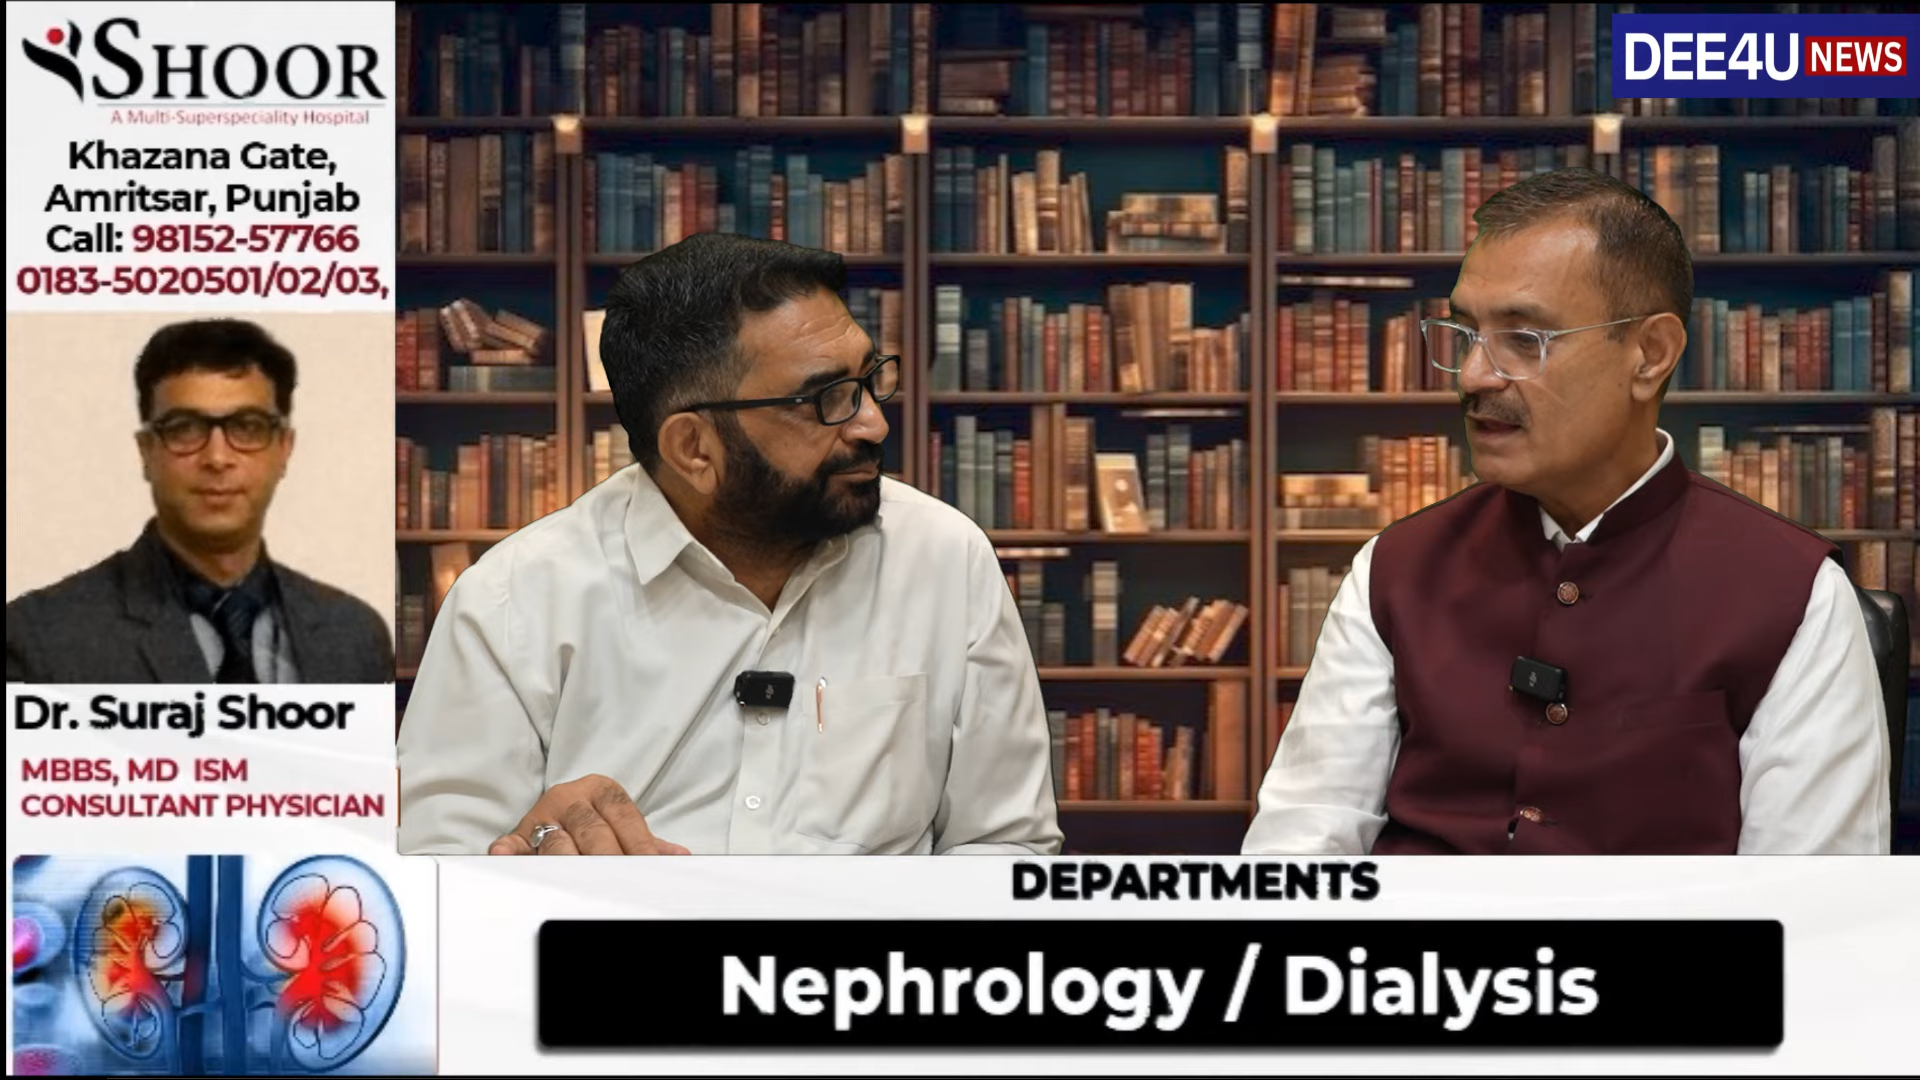 SHOOR
A Multi-Superspeciality Hospital
Khazana Gate,
Amritsar, Punjab
Call: 98152-57766
0183-5020501/02/03,
Dr. Suraj Shoor
MBBS, MD ISM
CONSULTANT PHYSICIAN
DEE4U NEWS
DEPARTMENTS
Nephrology / Dialysis